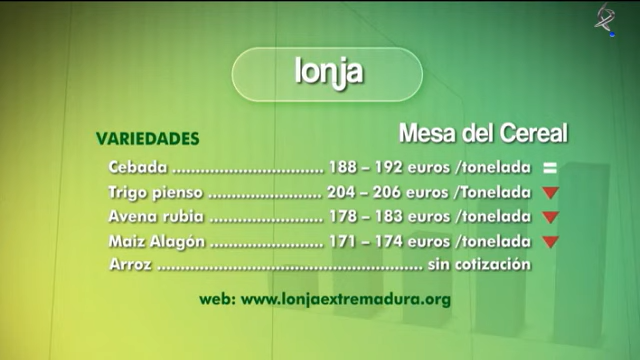 lonja
Mesa del Cereal
VARIEDADES
Cebada ................................ 188 – 192 euros /tonelada =
Trigo pienso ........................ 204 – 206 euros /Tonelada
Avena rubia ........................ 178 – 183 euros /tonelada
Maiz Alagón ........................ 171 – 174 euros /tonelada
Arroz ........................................................ sin cotización
web: www.lonjaextremadura.org